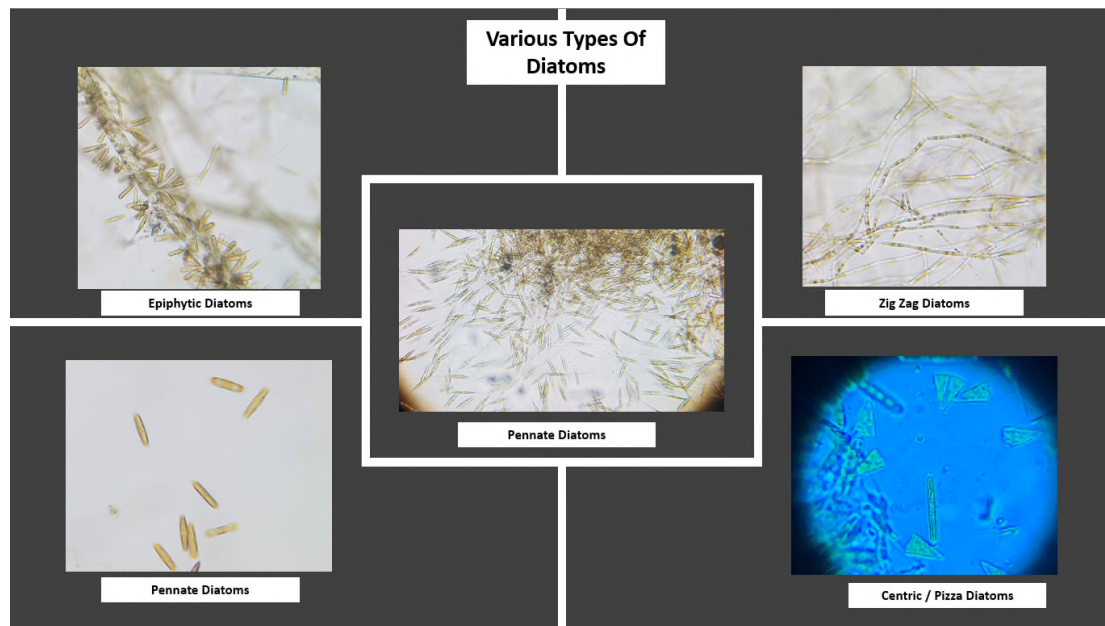 Various Types Of
Diatoms
Epiphytic Diatoms
Zig Zag Diatoms
Pennate Diatoms
Pennate Diatoms
Centric / Pizza Diatoms